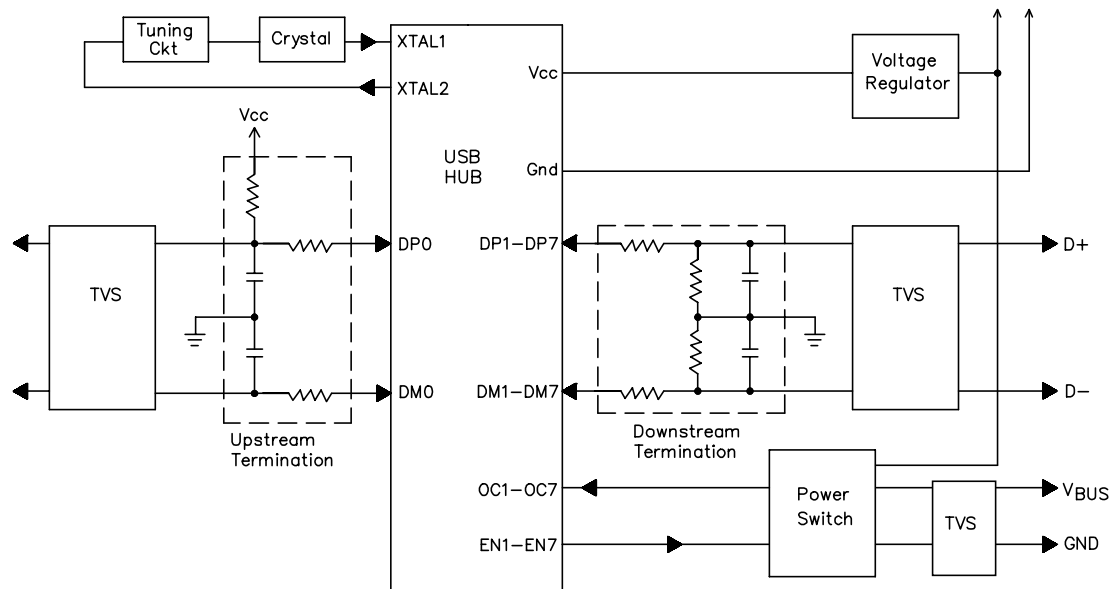 Tuning
Ckt
Crystal
XTAL1
XTAL2
Vcc
Voltage
Regulator
Vcc
USB
HUB
Gnd
DP0
DP1-DP7
D+
TVS
TVS
DM0
DM1-DM7
D-
Upstream
Termination
Downstream
Termination
OC1-OC7
Power
Switch
VBUS
TVS
EN1-EN7
GND